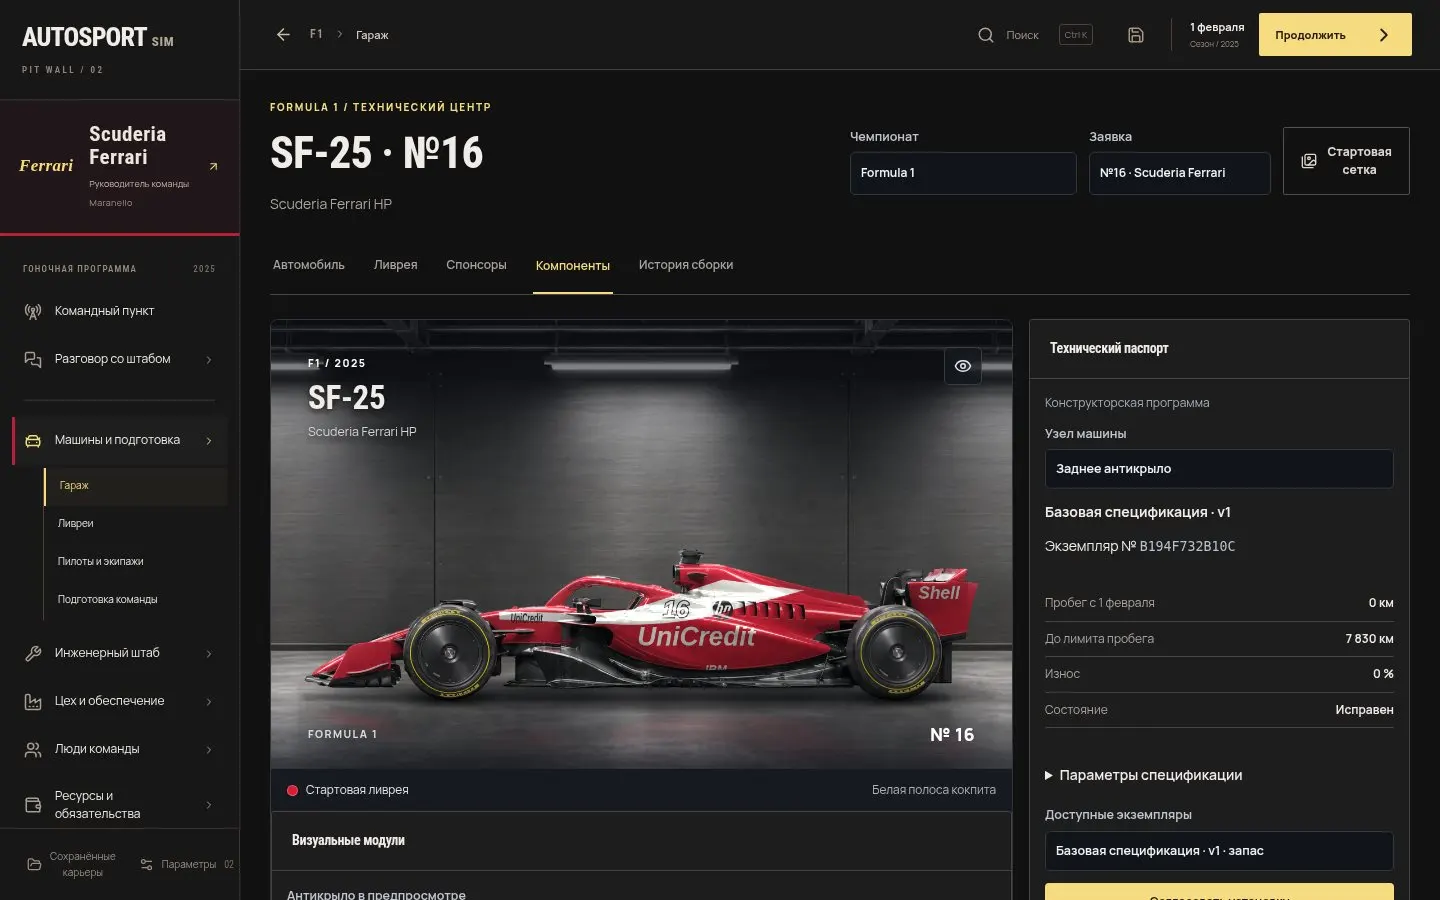 AUTOSPORT SIM
PIT WALL / 02
Ferrari
Scuderia
Ferrari
Руководитель команды
Maranello
ГОНОЧНАЯ ПРОГРАММА 2025
Командный пункт
Разговор со штабом
Машины и подготовка
Гараж
Ливреи
Пилоты и экипажи
Подготовка команды
Инженерный штаб
Цех и обеспечение
Люди команды
Ресурсы и
обязательства
Сохранённые
карьеры
Параметры 02
F1 Гараж
Поиск Ctrl K
1 февраля
Сезон / 2025
Продолжить
FORMULA 1 / ТЕХНИЧЕСКИЙ ЦЕНТР
SF-25 · №16
Scuderia Ferrari HP
Чемпионат
Formula 1
Заявка
№16 · Scuderia Ferrari
Стартовая
сетка
Автомобиль Ливрея Спонсоры Компоненты История сборки
F1 / 2025
SF-25
Scuderia Ferrari HP
Shell
16 hp
UniCredit
UniCredit
IBM
FORMULA 1
№ 16
Стартовая ливрея
Белая полоса кокпита
Визуальные модули
Антикрыло в предпросмотре
Технический паспорт
Конструкторская программа
Узел машины
Заднее антикрыло
Базовая спецификация · v1
Экземпляр № B194F732B10C
Пробег с 1 февраля 0 км
До лимита пробега 7 830 км
Износ 0 %
Состояние Исправен
Параметры спецификации
Доступные экземпляры
Базовая спецификация · v1 · запас